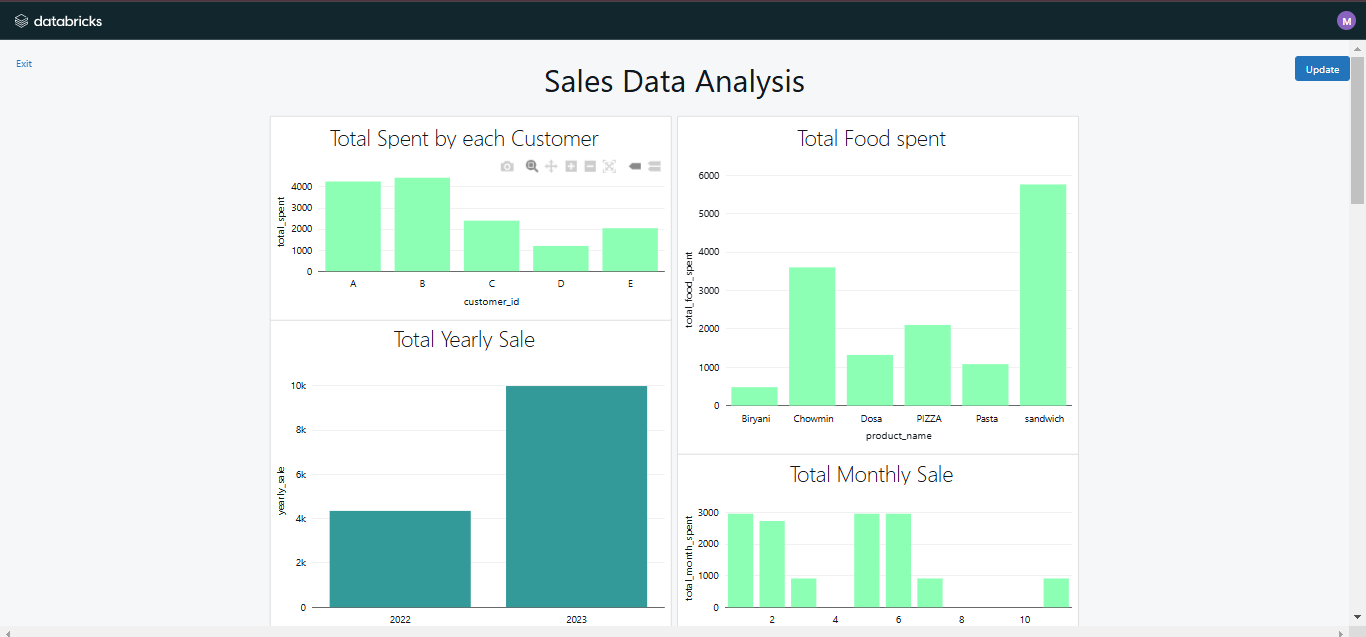 databricks
M
Exit
Update
Sales Data Analysis
Total Spent by each Customer
4000
3000
2000
1000
0
total_spent
A B C D E
customer_id
Total Food spent
6000
5000
4000
3000
2000
1000
0
total_food_spent
Biryani Chowmin Dosa PIZZA Pasta sandwich
product_name
Total Yearly Sale
10k
8k
6k
4k
2k
0
yearly_sale
2022 2023
Total Monthly Sale
3000
2000
1000
0
total_month_spent
2 4 6 8 10